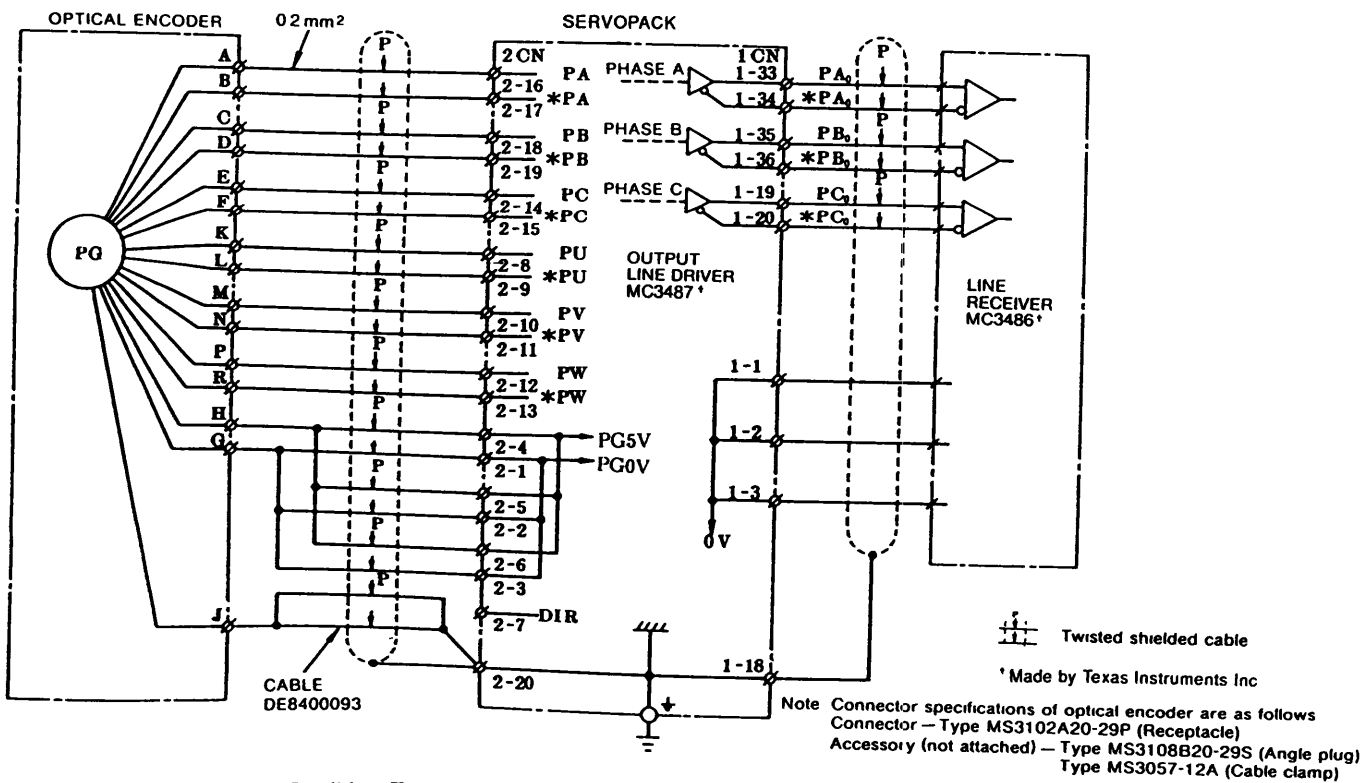 OPTICAL ENCODER
0 2 mm²
SERVOPACK
A
B
C
D
E
F
K
L
M
N
P
R
H
G
J
PG
P
P
P
P
P
P
P
P
P
P
P
2 CN
2-16 PA
2-17 *PA
2-18 PB
2-19 *PB
2-14 PC
2-15 *PC
2-8 PU
2-9 *PU
2-10 PV
2-11 *PV
2-12 PW
2-13 *PW
2-4 PG5V
2-1 PG0V
2-5
2-2
2-6
2-3
2-7 DIR
2-20
CABLE
DE8400093
1 CN
PHASE A
1-33 PA₀
1-34 *PA₀
PHASE B
1-35 PB₀
1-36 *PB₀
PHASE C
1-19 PC₀
1-20 *PC₀
P
P
P
P
P
OUTPUT
LINE DRIVER
MC3487†
LINE
RECEIVER
MC3486†
1-1
1-2
1-3
0 V
1-18
P
Twisted shielded cable
†Made by Texas Instruments Inc
Note Connector specifications of optical encoder are as follows
Connector — Type MS3102A20-29P (Receptacle)
Accessory (not attached) — Type MS3108B20-29S (Angle plug)
Type MS3057-12A (Cable clamp)